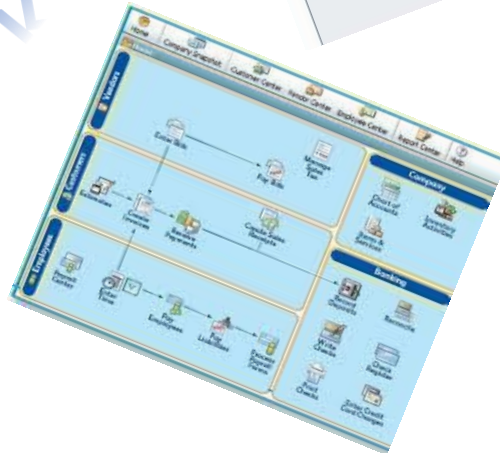 Home
Company Snapshot
Customer Center
Vendor Center
Employee Center
Report Center
Help
Home
Vendors
Enter Bills
Pay Bills
Manage
Sales
Tax
Customers
Estimates
Create
Invoices
Receive
Payments
Create Sales
Receipts
Employees
Payroll
Center
Enter
Time
Pay
Employees
Pay
Liabilities
Process
Payroll
Forms
Company
Chart of
Accounts
Inventory
Activities
Items &
Services
Banking
Record
Deposits
Reconcile
Write
Checks
Check
Register
Print
Checks
Enter Credit
Card Charges